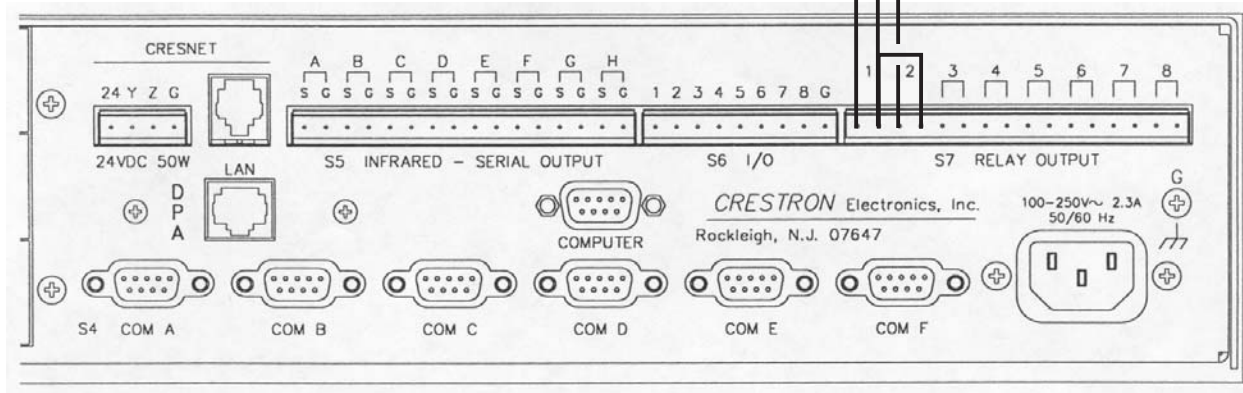 CRESNET
A B C D E F G H
1 2 3 4 5 6 7 8
24 Y Z G
S G S G S G S G S G S G S G S G
1 2 3 4 5 6 7 8 G
24VDC 50W
S5 INFRARED - SERIAL OUTPUT
S6 I/O
S7 RELAY OUTPUT
LAN
DPA
COMPUTER
CRESTRON Electronics, Inc.
Rockleigh, N.J. 07647
100-250V~ 2.3A
50/60 Hz
G
S4 COM A COM B COM C COM D COM E COM F